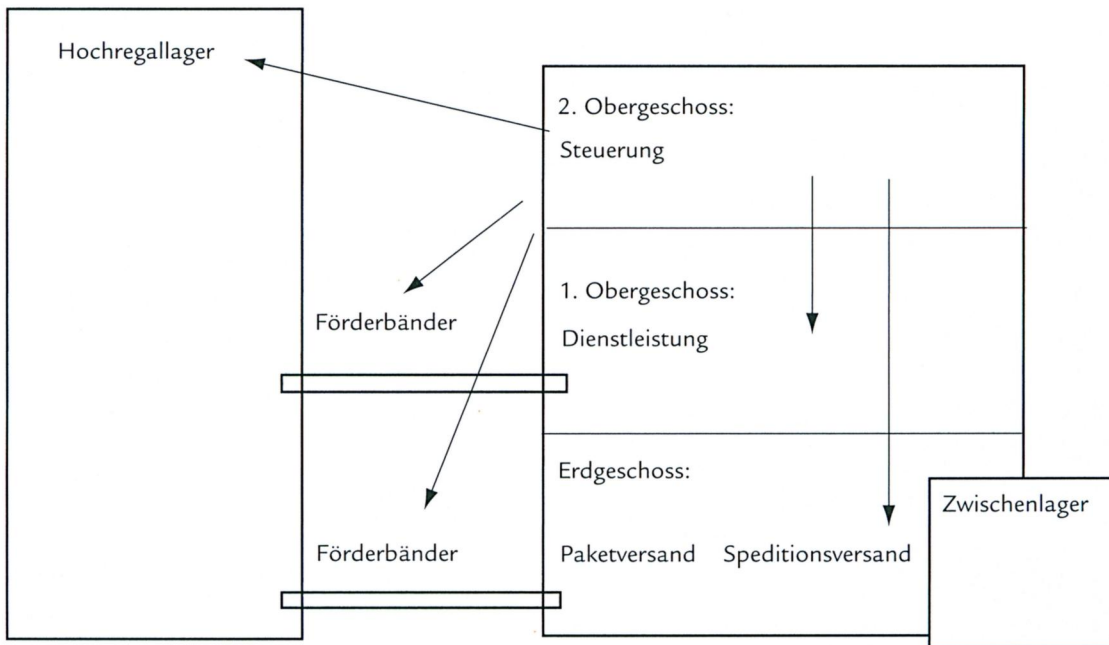 Hochregallager
2. Obergeschoss:
Steuerung
1. Obergeschoss:
Förderbänder
Dienstleistung
Erdgeschoss:
Zwischenlager
Förderbänder
Paketversand Speditionsversand